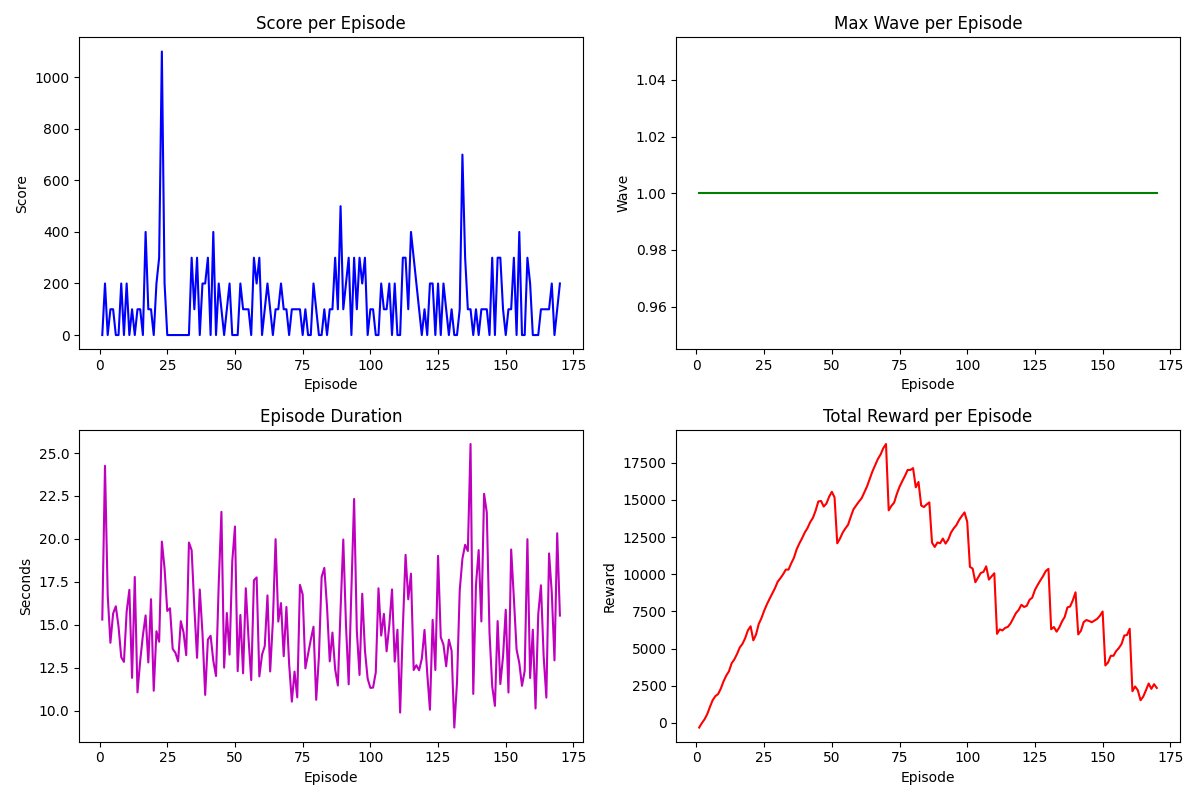 Score per Episode
Score
1000
800
600
400
200
0
0 25 50 75 100 125 150 175
Episode
Max Wave per Episode
Wave
1.04
1.02
1.00
0.98
0.96
0 25 50 75 100 125 150 175
Episode
Episode Duration
Seconds
25.0
22.5
20.0
17.5
15.0
12.5
10.0
0 25 50 75 100 125 150 175
Episode
Total Reward per Episode
Reward
17500
15000
12500
10000
7500
5000
2500
0
0 25 50 75 100 125 150 175
Episode